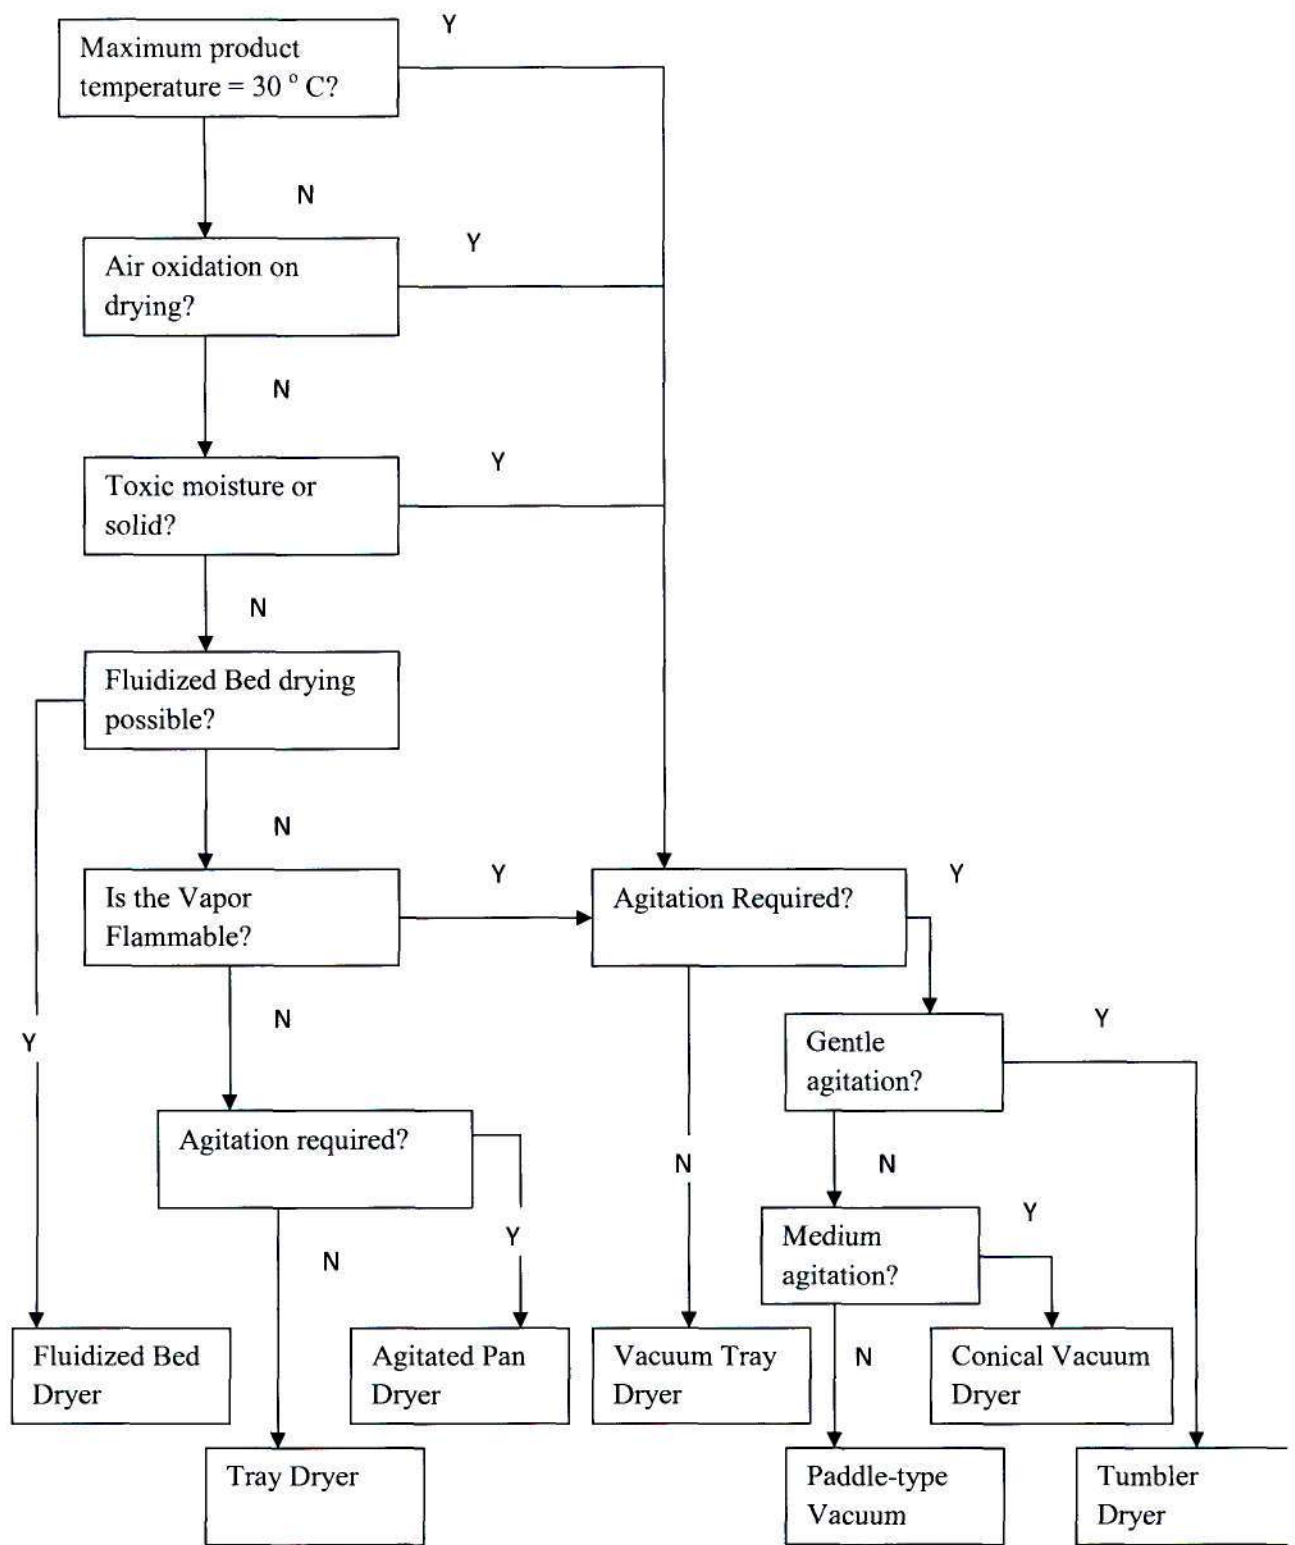 Y
Maximum product
temperature = 30 ° C?
N
Y
Air oxidation on
drying?
N
Y
Toxic moisture or
solid?
N
Fluidized Bed drying
possible?
N
Y
Is the Vapor
Flammable?
Agitation Required?
Y
N
Y
Gentle
agitation?
Y
Agitation required?
N
N
Y
Medium
agitation?
Y
N
Fluidized Bed
Dryer
Agitated Pan
Dryer
Vacuum Tray
Dryer
N
Conical Vacuum
Dryer
Tray Dryer
Paddle-type
Vacuum
Tumbler
Dryer